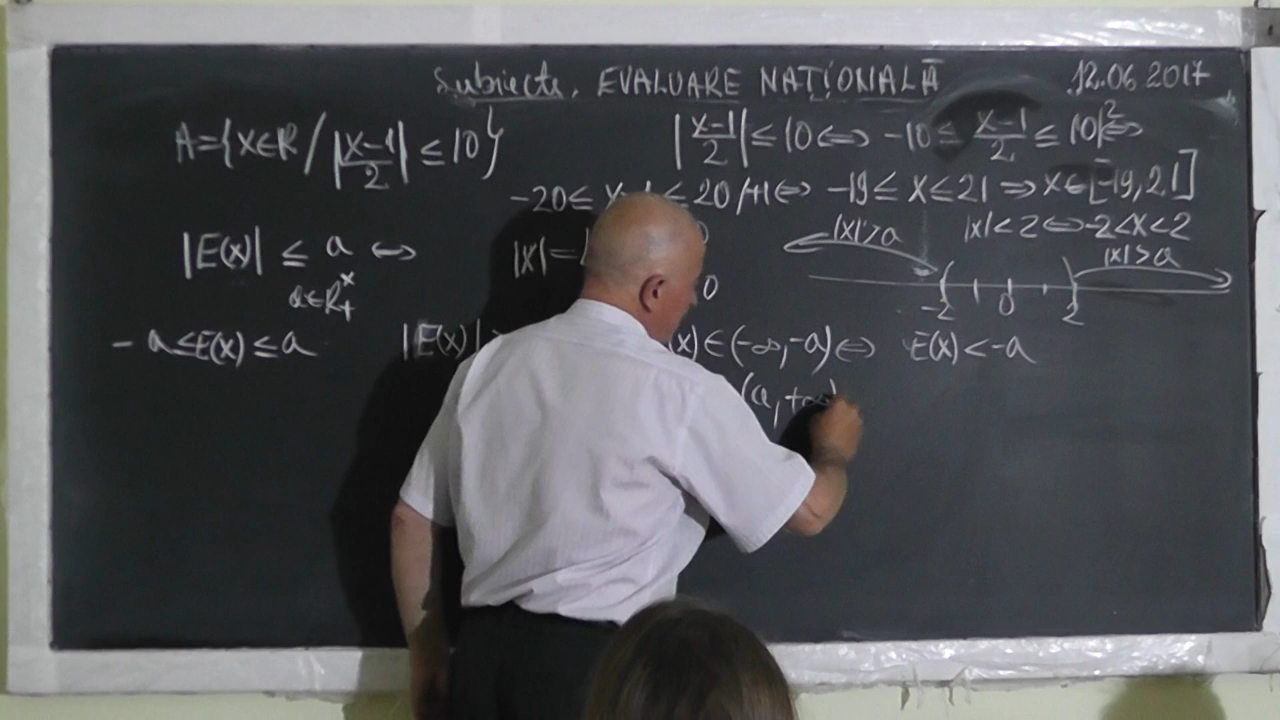 Subiecte, EVALUARE NAȚIONALĂ 12.06.2017
A={x∈R / |x-1/2| ≤ 10}
|x-1/2| ≤ 10 ⇔ -10 ≤ x-1/2 ≤ 10 |·2 ⇔
-20 ≤ x-1 ≤ 20 /+1 ⇔ -19 ≤ x ≤ 21 ⇒ x∈[-19,21]
|E(x)| ≤ a ⇔
a∈R*+
-a ≤ E(x) ≤ a
|x|=
0
|x|>a
|x|<2 ⇔ -2<x<2
|x|>a
-2 0 2
|E(x)| (x)∈(-∞,-a) ⇔ E(x)<-a
(a,+∞)